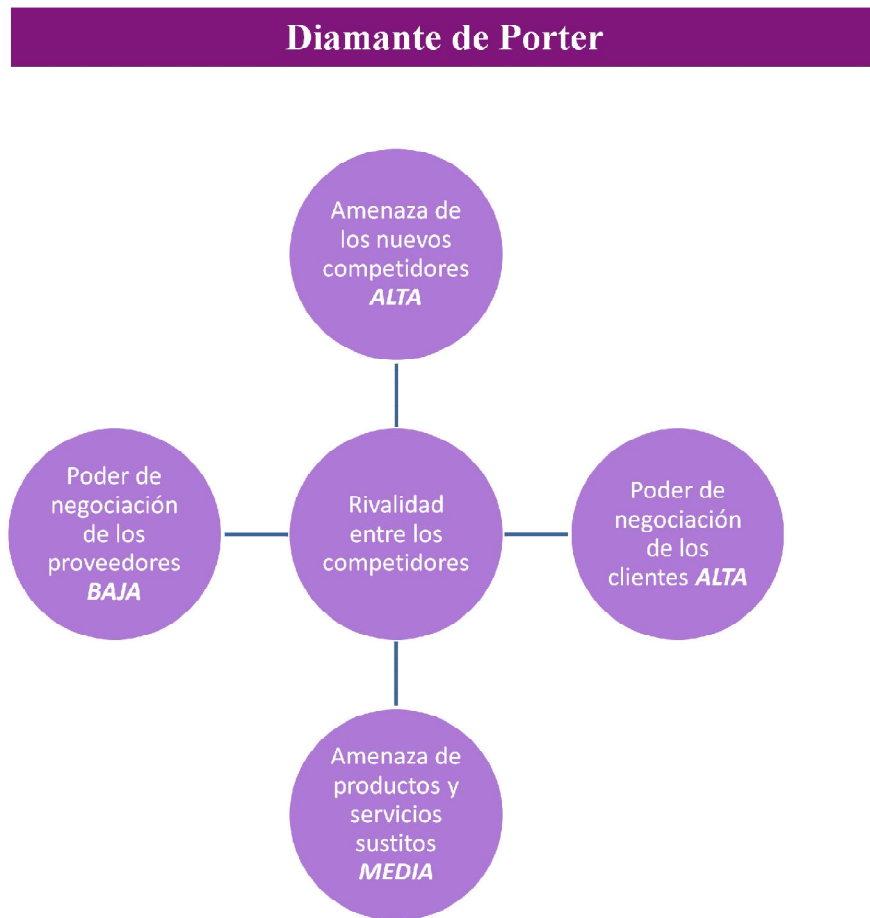 Diamante de Porter
Amenaza de
los nuevos
competidores
ALTA
Poder de
negociación
de los
proveedores
BAJA
Rivalidad
entre los
competidores
Poder de
negociación
de los
clientes ALTA
Amenaza de
productos y
servicios
sustitos
MEDIA